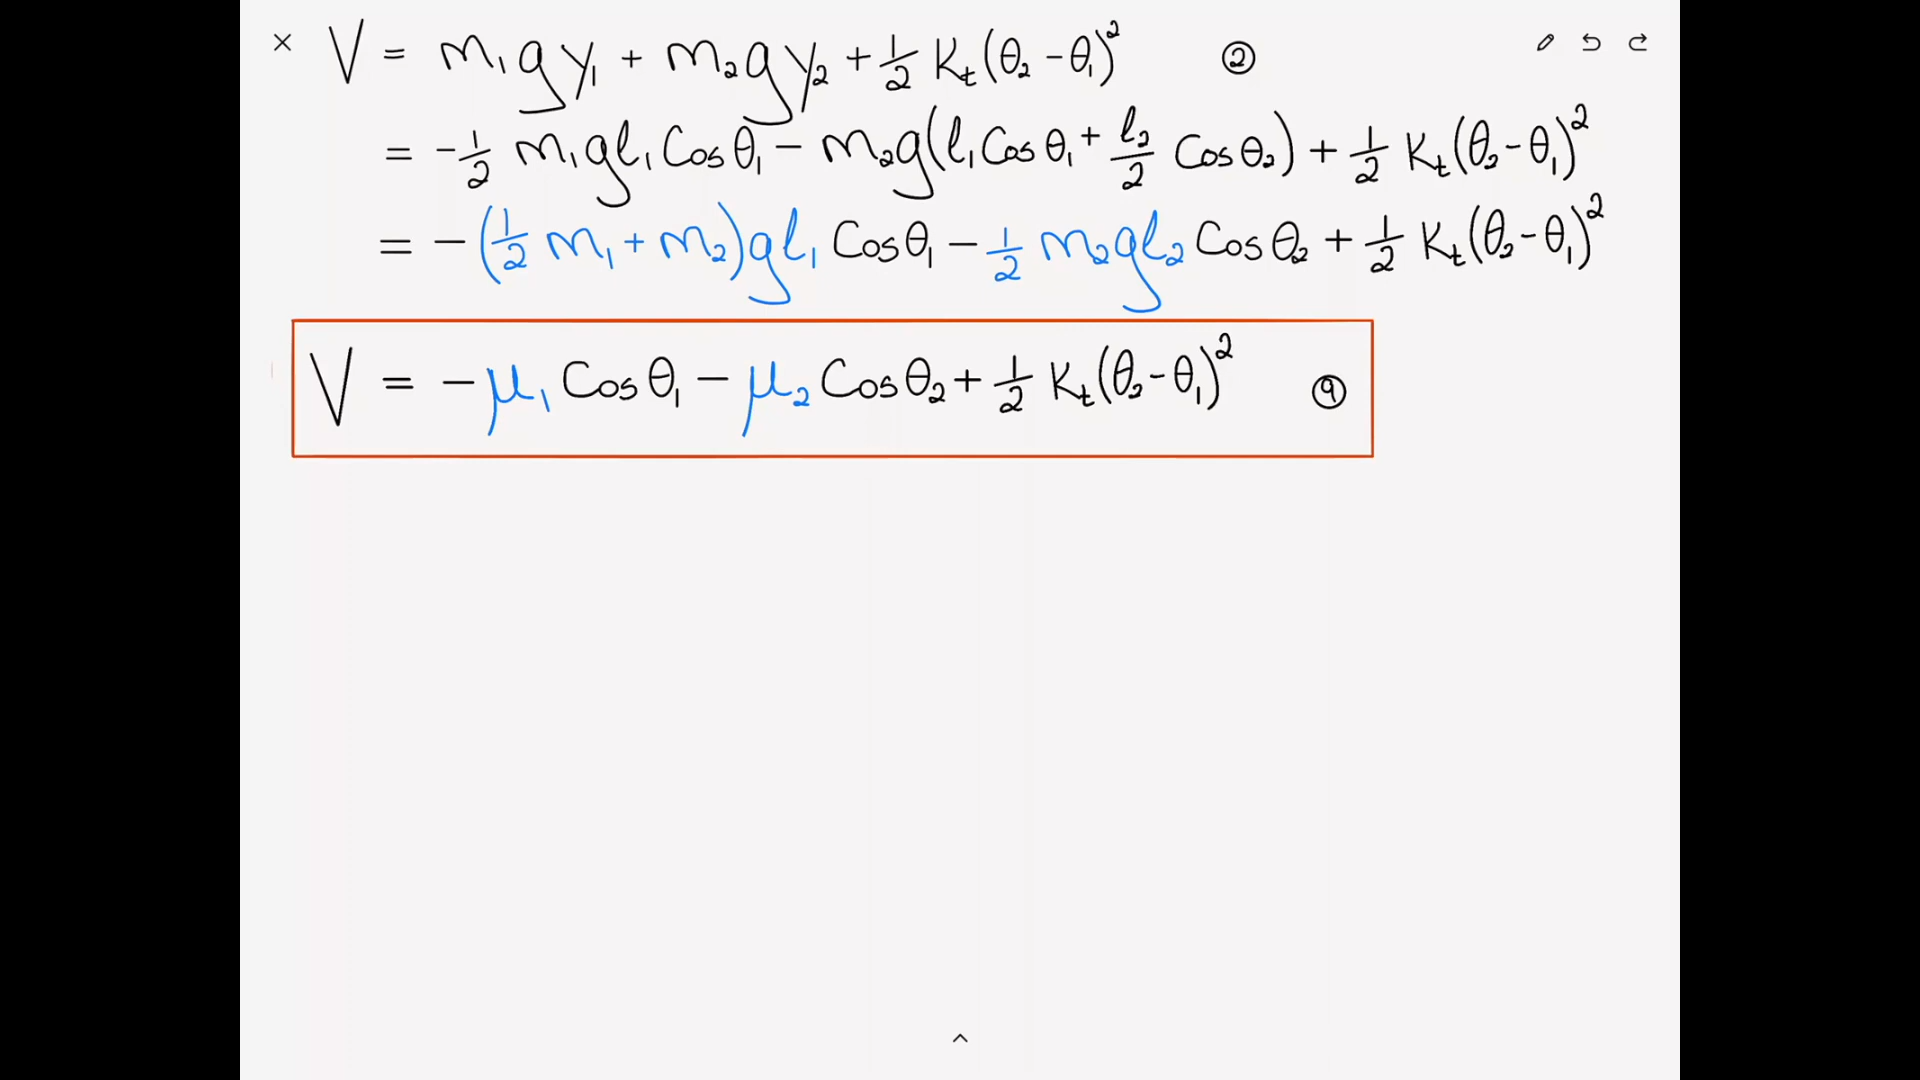 V = m₁gy₁ + m₂gy₂ + ½ Kₜ(θ₂ - θ₁)² ②
= -½ m₁gl₁ Cos θ₁ - m₂g(l₁ Cos θ₁ + l₂/2 Cos θ₂) + ½ Kₜ(θ₂ - θ₁)²
= -(½ m₁ + m₂)gl₁ Cos θ₁ - ½ m₂gl₂ Cos θ₂ + ½ Kₜ(θ₂ - θ₁)²
V = -μ₁ Cos θ₁ - μ₂ Cos θ₂ + ½ Kₜ(θ₂ - θ₁)² ⑨